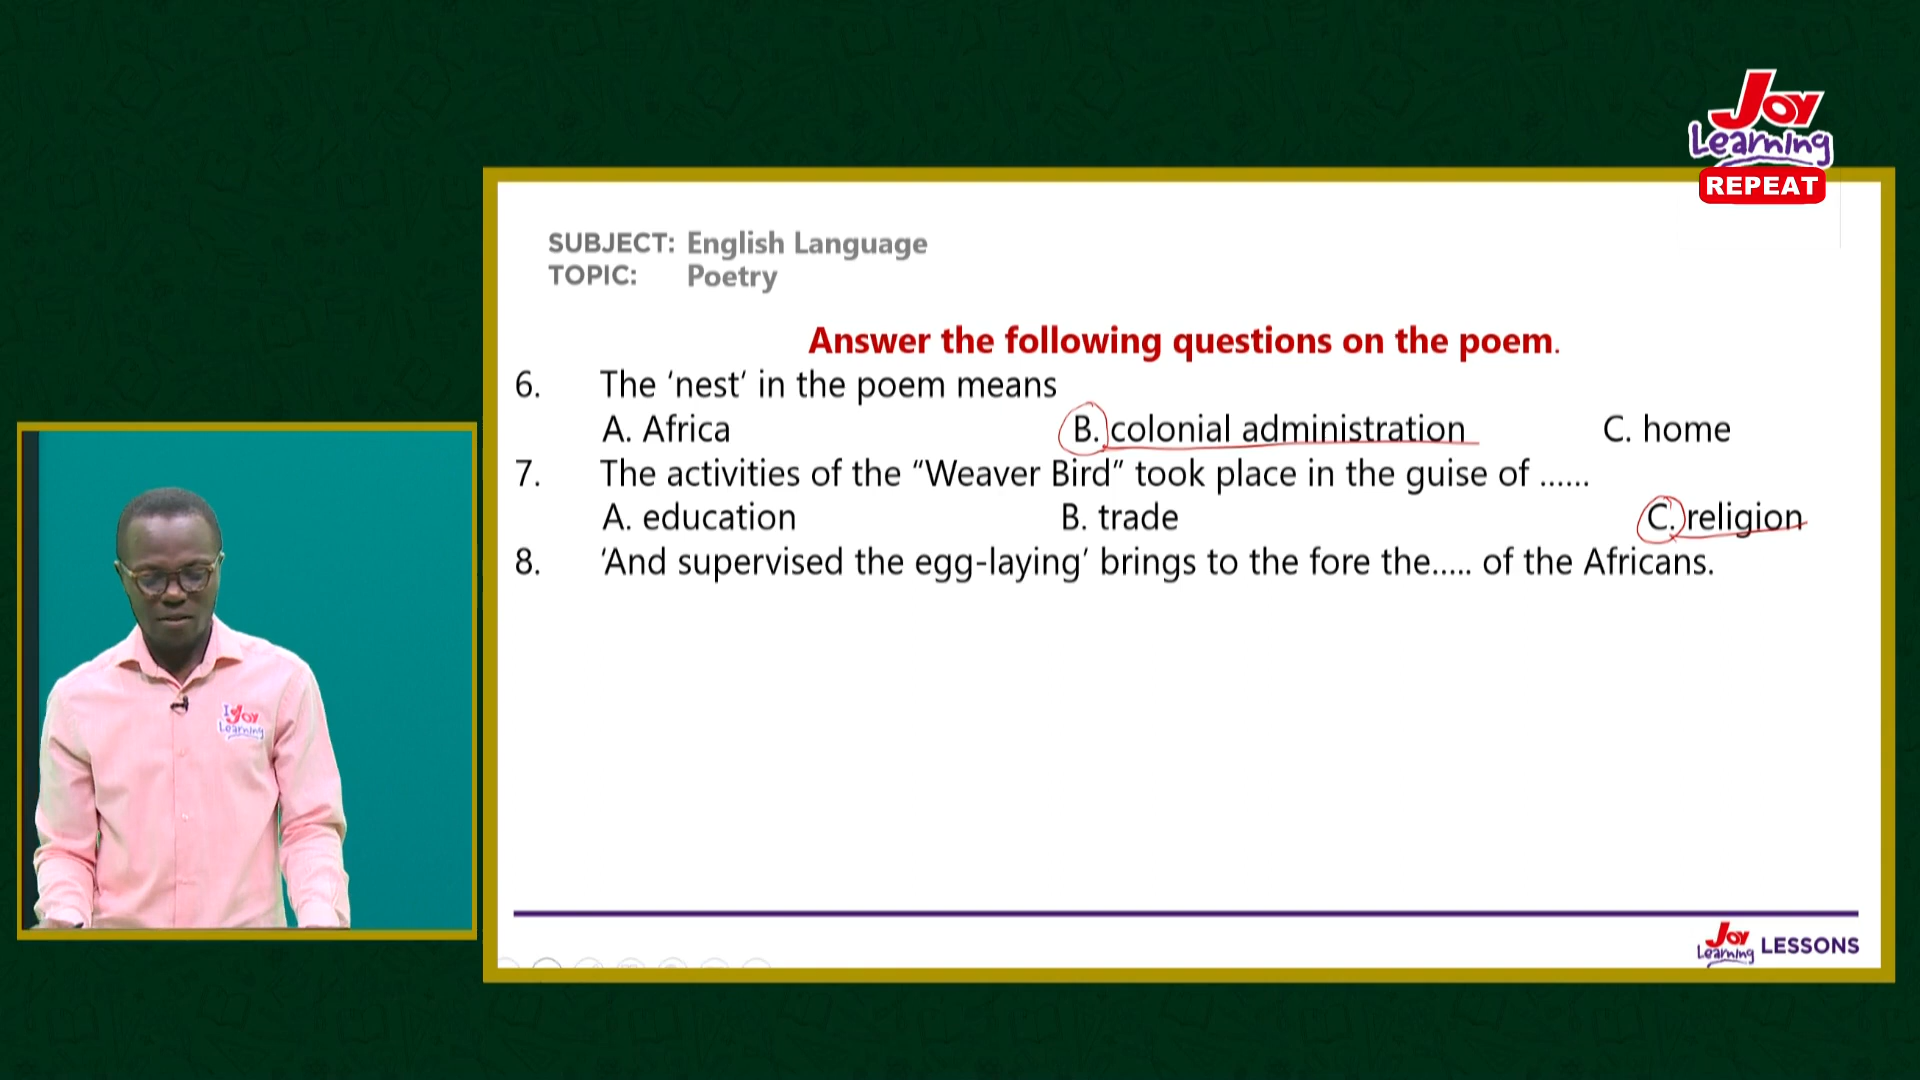 Joy
Learning
REPEAT
SUBJECT: English Language
TOPIC: Poetry
Answer the following questions on the poem.
6. The ‘nest’ in the poem means
A. Africa B. colonial administration C. home
7. The activities of the “Weaver Bird” took place in the guise of ......
A. education B. trade C. religion
8. ‘And supervised the egg-laying’ brings to the fore the..... of the Africans.
I Joy
Learning
Joy
Learning LESSONS